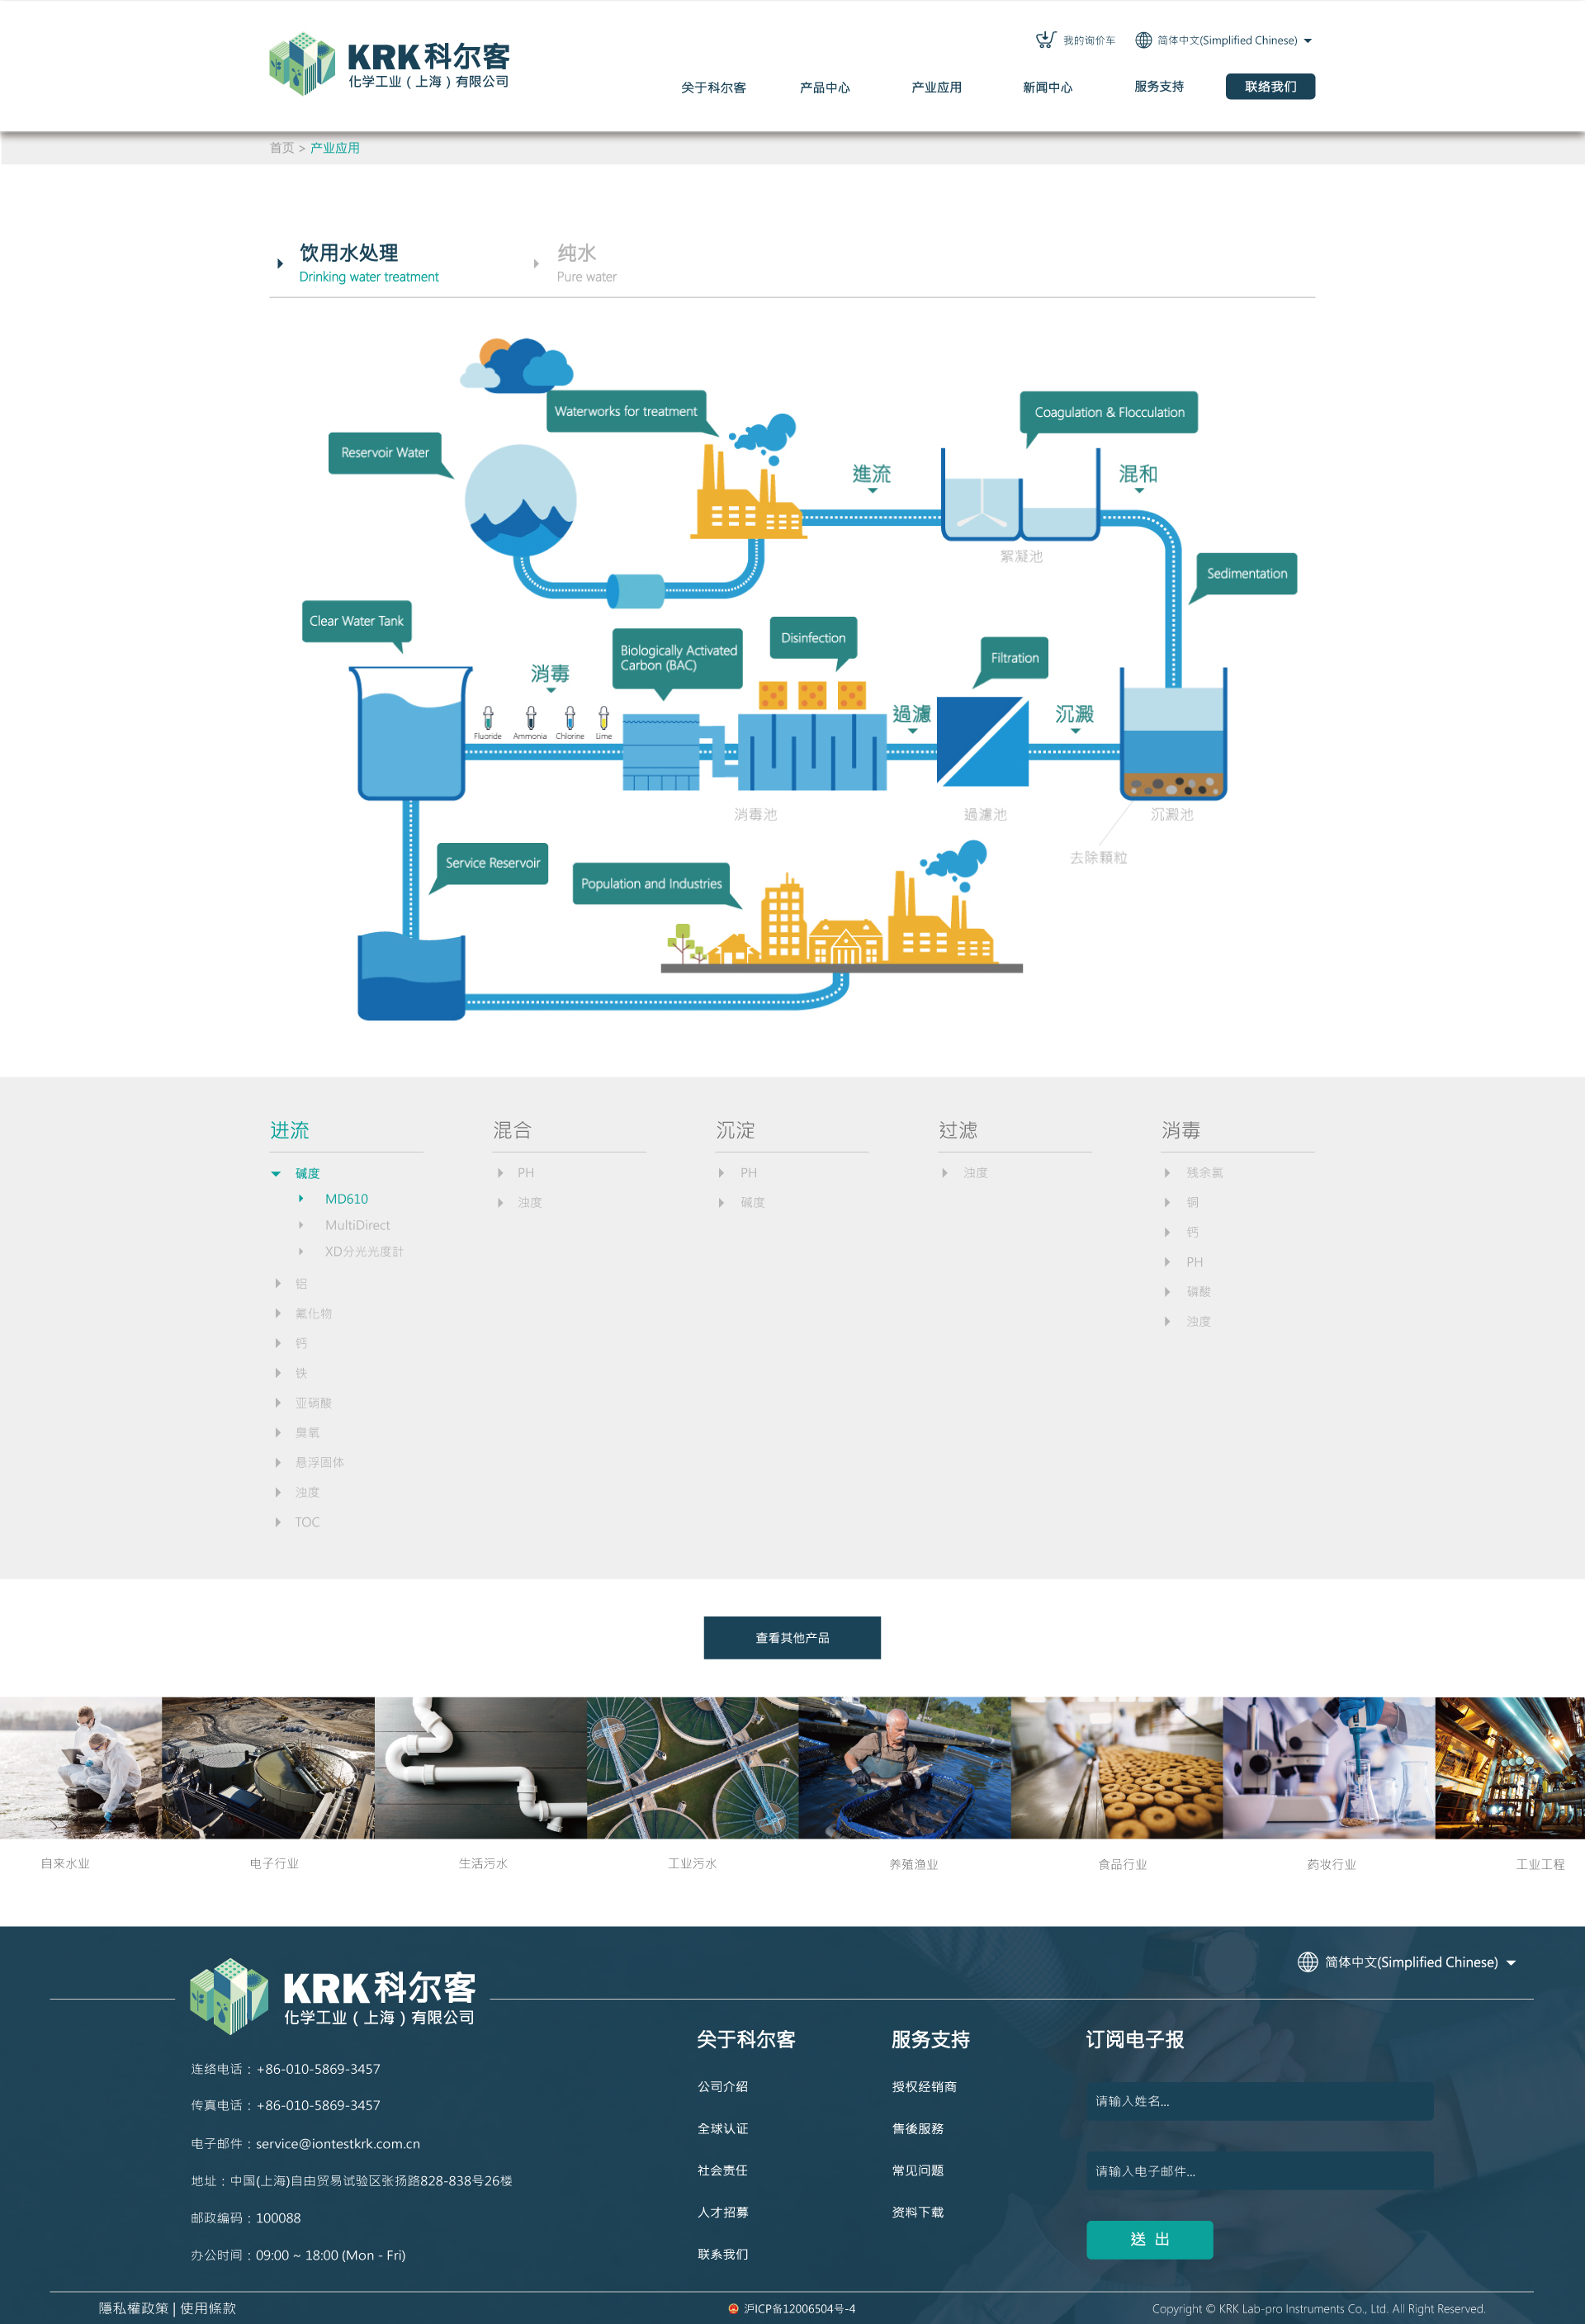 KRK科尔客
化学工业（上海）有限公司
我的询价车
简体中文(Simplified Chinese)
关于科尔客
产品中心
产业应用
新闻中心
服务支持
联络我们
首页 > 产业应用
饮用水处理
Drinking water treatment
纯水
Pure water
Waterworks for treatment
Coagulation & Flocculation
Reservoir Water
進流
混和
絮凝池
Sedimentation
Clear Water Tank
Disinfection
Biologically Activated
Carbon (BAC)
Filtration
消毒
過濾
沉澱
Fluoride
Ammonia
Chlorine
Lime
消毒池
過濾池
沉澱池
去除顆粒
Service Reservoir
Population and Industries
进流
碱度
MD610
MultiDirect
XD分光光度計
铝
氟化物
钙
铁
亚硝酸
臭氧
悬浮固体
浊度
TOC
混合
PH
浊度
沉淀
PH
碱度
过滤
浊度
消毒
残余氯
铜
钙
PH
磷酸
浊度
查看其他产品
自来水业
电子行业
生活污水
工业污水
养殖渔业
食品行业
药妆行业
工业工程
简体中文(Simplified Chinese)
KRK科尔客
化学工业（上海）有限公司
连络电话：+86-010-5869-3457
传真电话：+86-010-5869-3457
电子邮件：service@iontestkrk.com.cn
地址：中国(上海)自由贸易试验区张扬路828-838号26楼
邮政编码：100088
办公时间：09:00 ~ 18:00 (Mon - Fri)
关于科尔客
公司介紹
全球认证
社会责任
人才招募
联系我们
服务支持
授权经销商
售後服務
常见问题
资料下载
订阅电子报
请输入姓名...
请输入电子邮件...
送 出
隱私權政策 | 使用條款
沪ICP备12006504号-4
Copyright © KRK Lab-pro Instruments Co., Ltd. All Right Reserved.